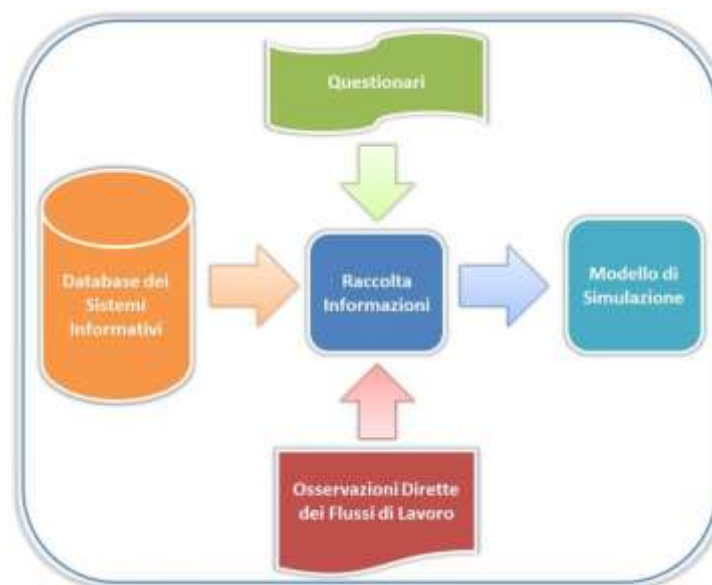 Questionari
Database dei
Sistemi
Informativi
Raccolta
Informazioni
Modello di
Simulazione
Osservazioni Dirette
dei Flussi di Lavoro